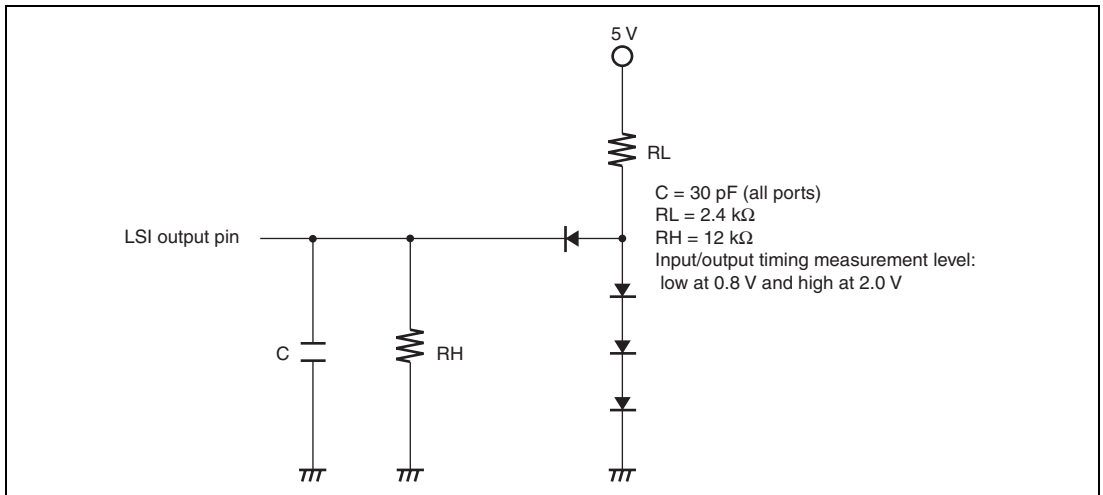 5 V
RL
C = 30 pF (all ports)
RL = 2.4 kΩ
RH = 12 kΩ
Input/output timing measurement level:
low at 0.8 V and high at 2.0 V
LSI output pin
C
RH